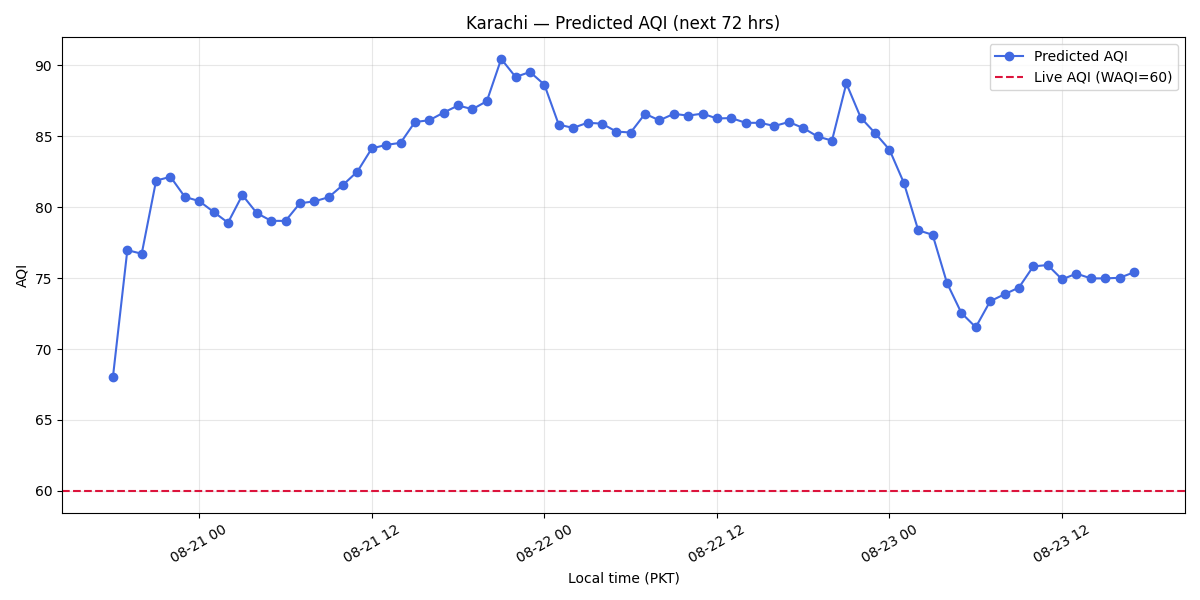 Karachi — Predicted AQI (next 72 hrs)
Predicted AQI
Live AQI (WAQI=60)
AQI
90
85
80
75
70
65
60
08-21 00
08-21 12
08-22 00
08-22 12
08-23 00
08-23 12
Local time (PKT)